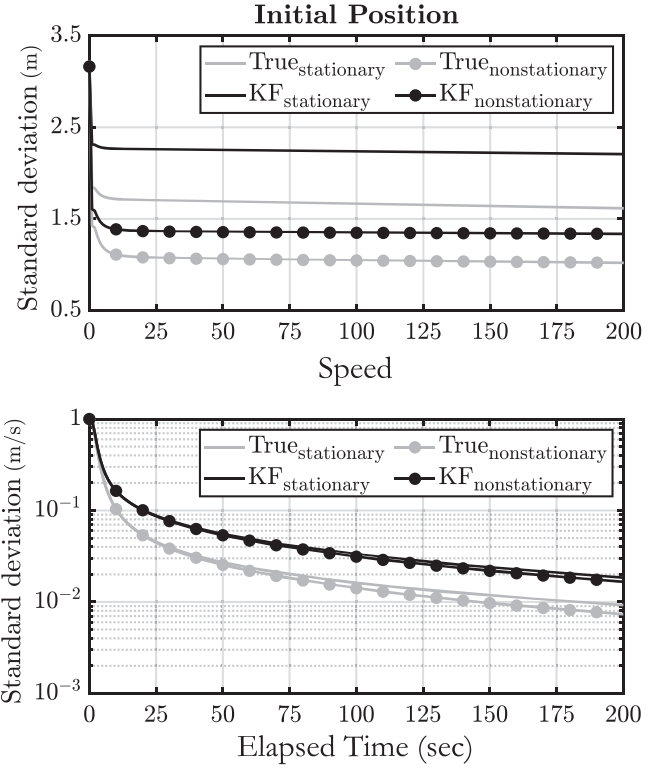 Initial Position
3.5
2.5
1.5
0.5
Standard deviation (m)
True_stationary True_nonstationary
KF_stationary KF_nonstationary
0 25 50 75 100 125 150 175 200
Speed
1
10^−1
10^−2
10^−3
Standard deviation (m/s)
True_stationary True_nonstationary
KF_stationary KF_nonstationary
0 25 50 75 100 125 150 175 200
Elapsed Time (sec)